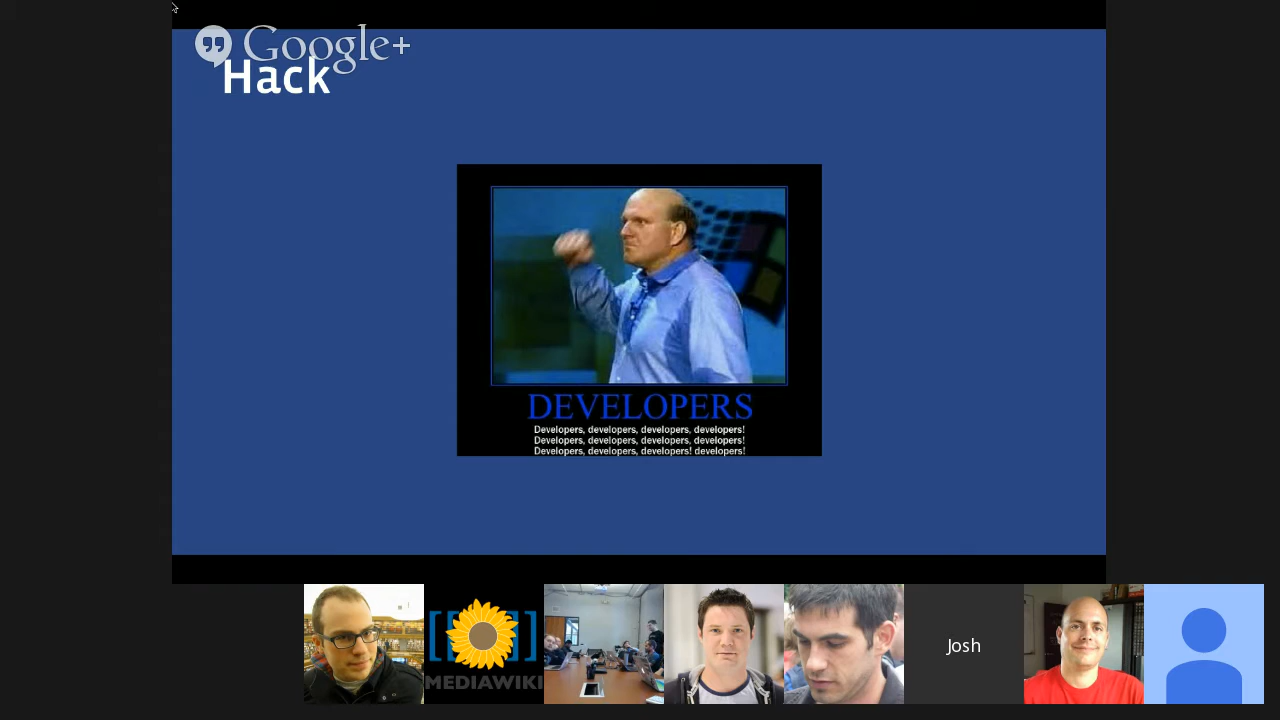 Google+
Hack
DEVELOPERS
Developers, developers, developers, developers!
Developers, developers, developers, developers!
Developers, developers, developers! developers!
MEDIAWIKI
Josh